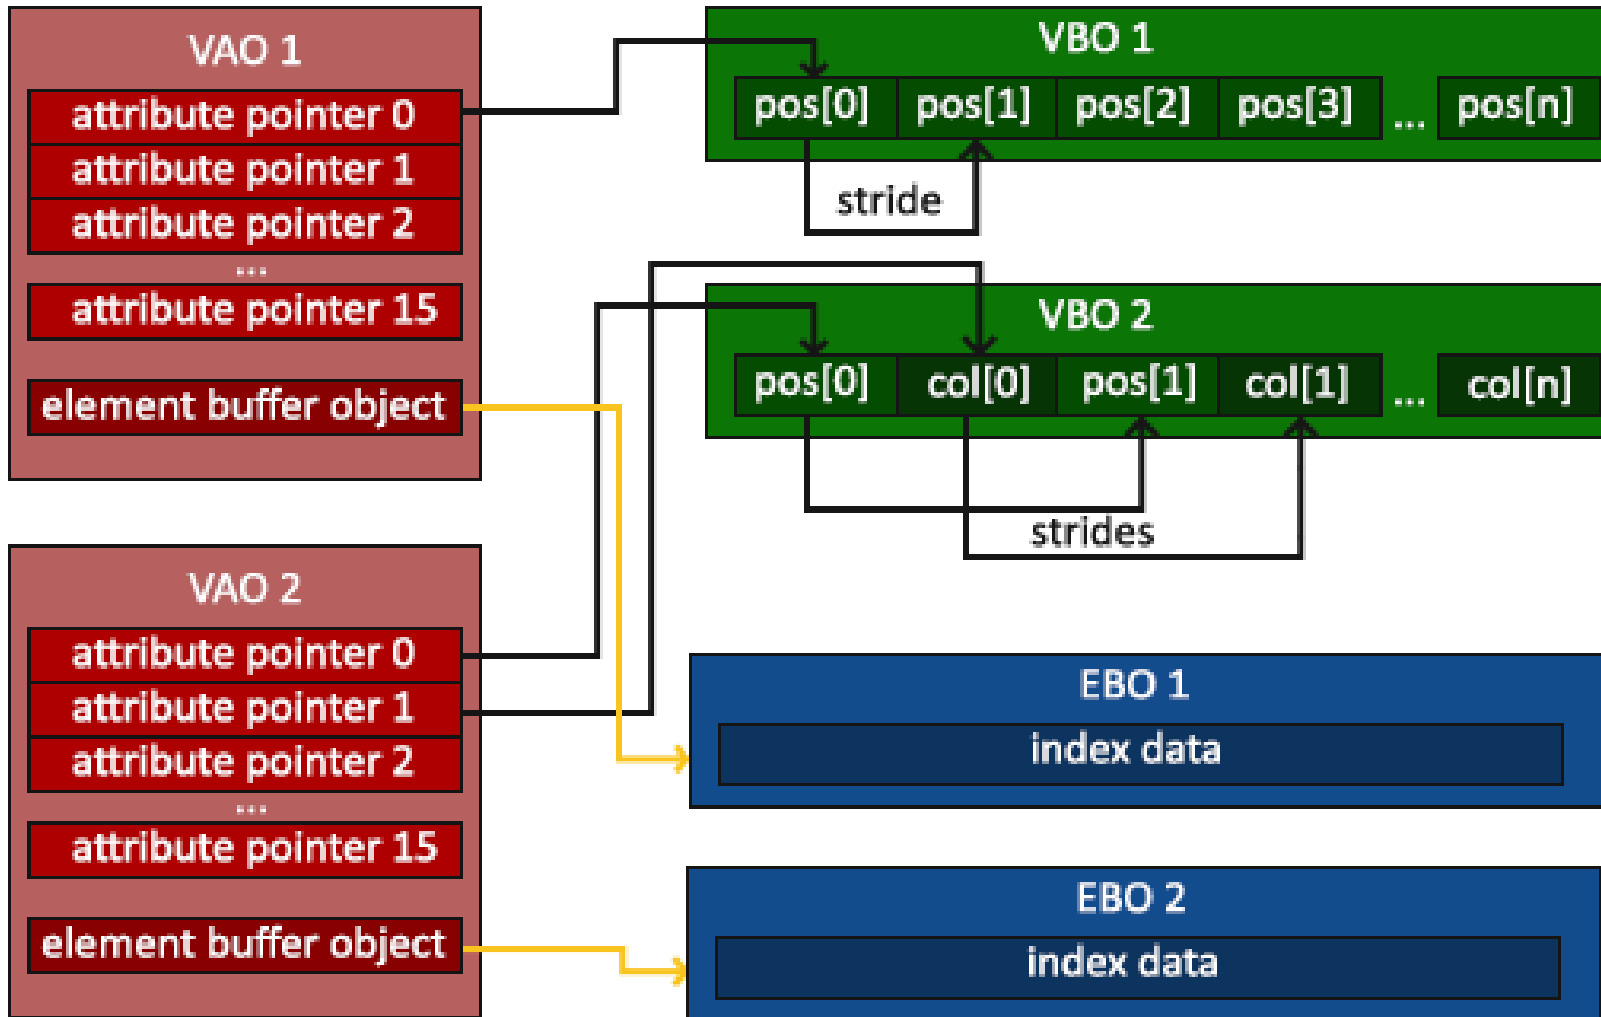 VAO 1
attribute pointer 0
attribute pointer 1
attribute pointer 2
...
attribute pointer 15
element buffer object
VAO 2
attribute pointer 0
attribute pointer 1
attribute pointer 2
...
attribute pointer 15
element buffer object
VBO 1
pos[0] pos[1] pos[2] pos[3] ... pos[n]
stride
VBO 2
pos[0] col[0] pos[1] col[1] ... col[n]
strides
EBO 1
index data
EBO 2
index data